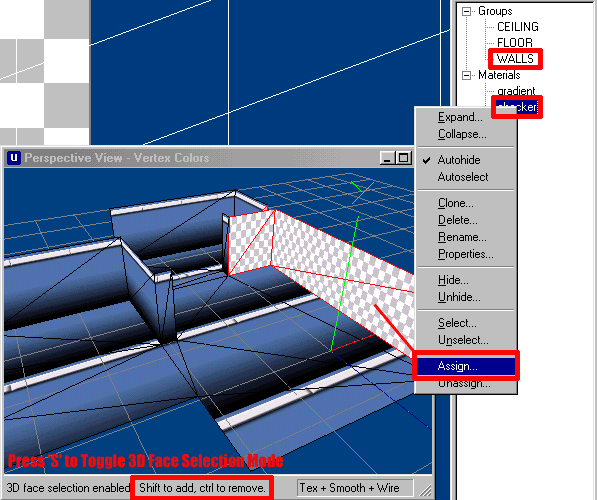 Groups
CEILING
FLOOR
WALLS
Materials
gradient
checker
u Perspective View - Vertex Colors
Expand...
Collapse...
Autohide
Autoselect
Clone...
Delete...
Rename...
Properties...
Hide...
Unhide...
Select...
Unselect...
Assign...
Unassign...
Press 'S' to Toggle 3D Face Selection Mode
3D face selection enabled
Shift to add, ctrl to remove.
Tex + Smooth + Wire